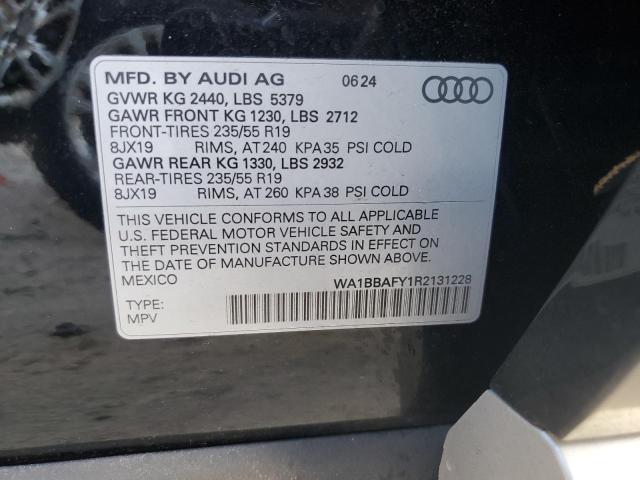 MFD. BY AUDI AG 0624
GVWR KG 2440, LBS 5379
GAWR FRONT KG 1230, LBS 2712
FRONT-TIRES 235/55 R19
8JX19 RIMS, AT 240 KPA 35 PSI COLD
GAWR REAR KG 1330, LBS 2932
REAR-TIRES 235/55 R19
8JX19 RIMS, AT 260 KPA 38 PSI COLD
THIS VEHICLE CONFORMS TO ALL APPLICABLE
U.S. FEDERAL MOTOR VEHICLE SAFETY AND
THEFT PREVENTION STANDARDS IN EFFECT ON
THE DATE OF MANUFACTURE SHOWN ABOVE.
MEXICO WA1BBAFY1R2131228
TYPE:
MPV